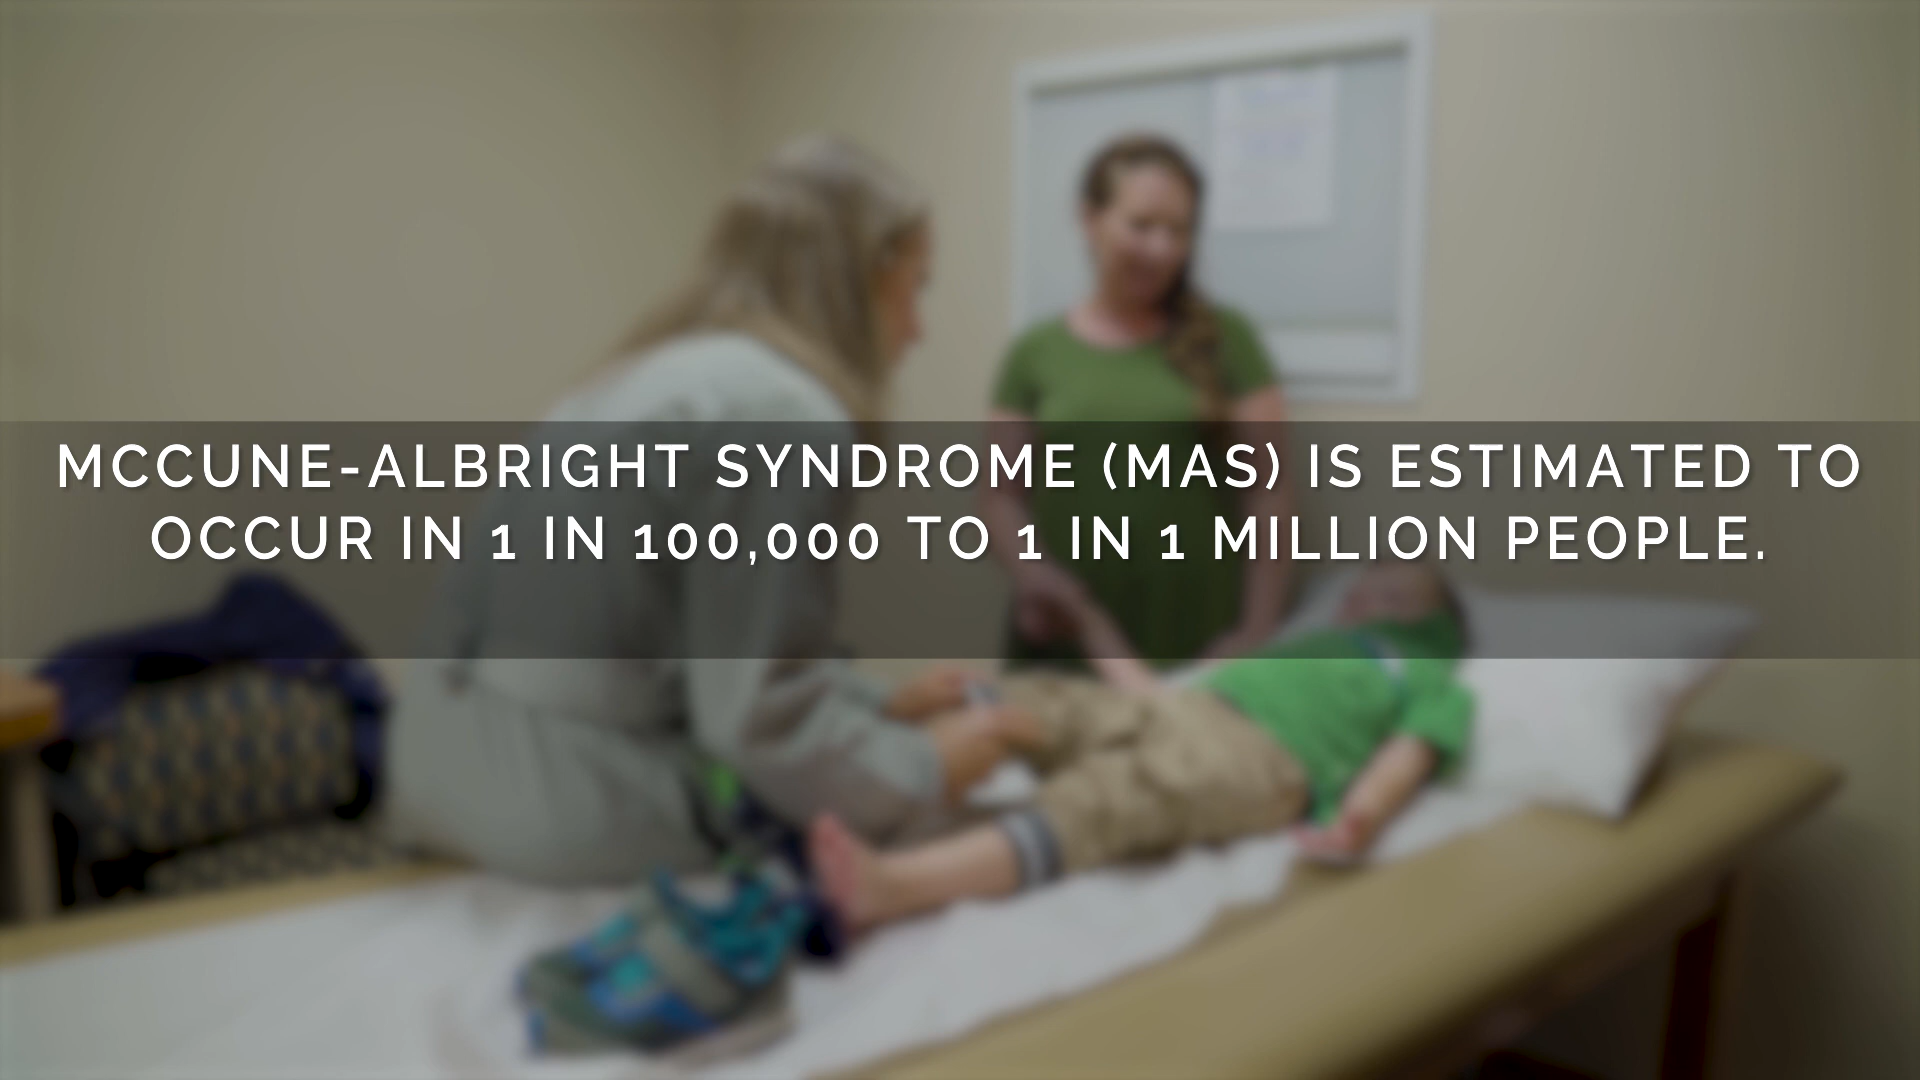 MCCUNE-ALBRIGHT SYNDROME (MAS) IS ESTIMATED TO
OCCUR IN 1 IN 100,000 TO 1 IN 1 MILLION PEOPLE.